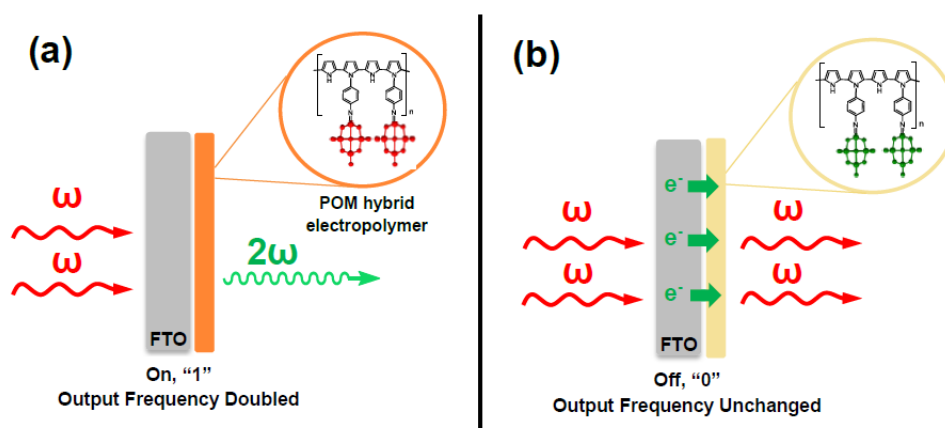 (a)
H
N
N
H
N
N
n
N
N
ω
ω
2ω
POM hybrid
electropolymer
FTO
On, “1”
Output Frequency Doubled
(b)
N
H
N
N
H
N
n
N
N
e-
e-
e-
ω
ω
ω
ω
FTO
Off, “0”
Output Frequency Unchanged